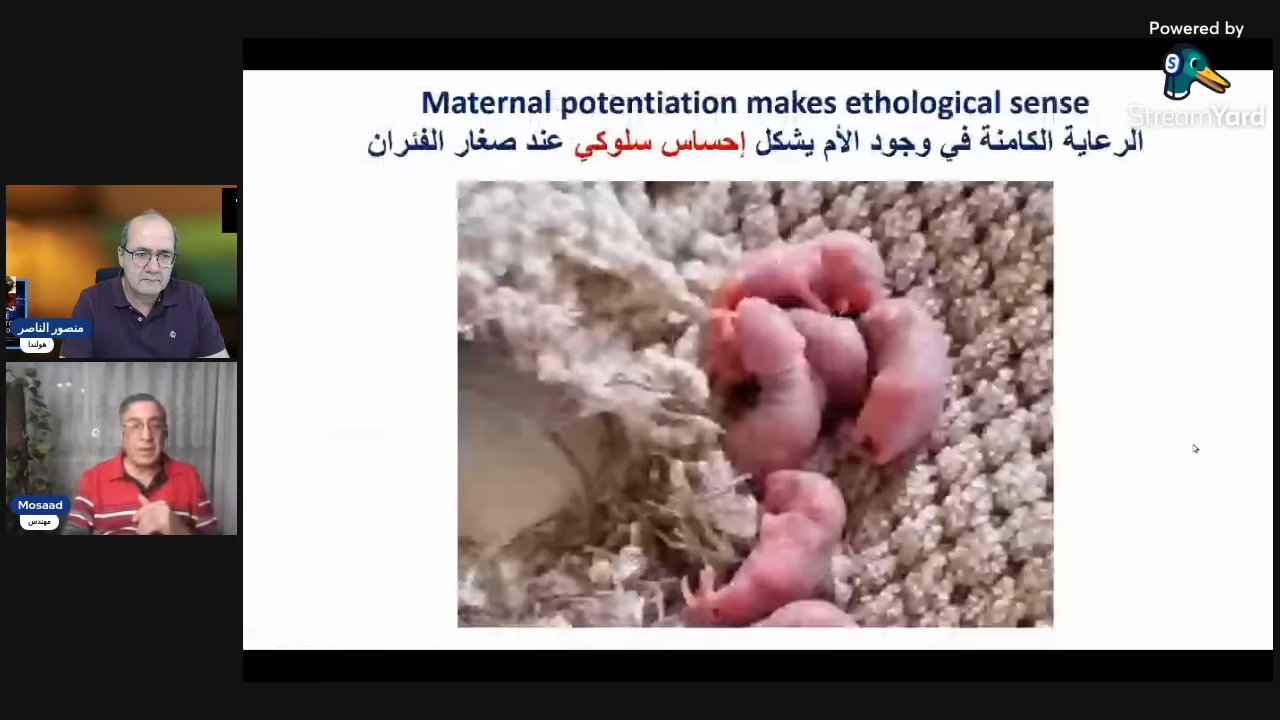 Powered by
S
StreamYard
Maternal potentiation makes ethological sense
الرعاية الكامنة في وجود الأم يشكل إحساس سلوكي عند صغار الفئران
منصور الناصر
هولندا
Mosaad
مهندس